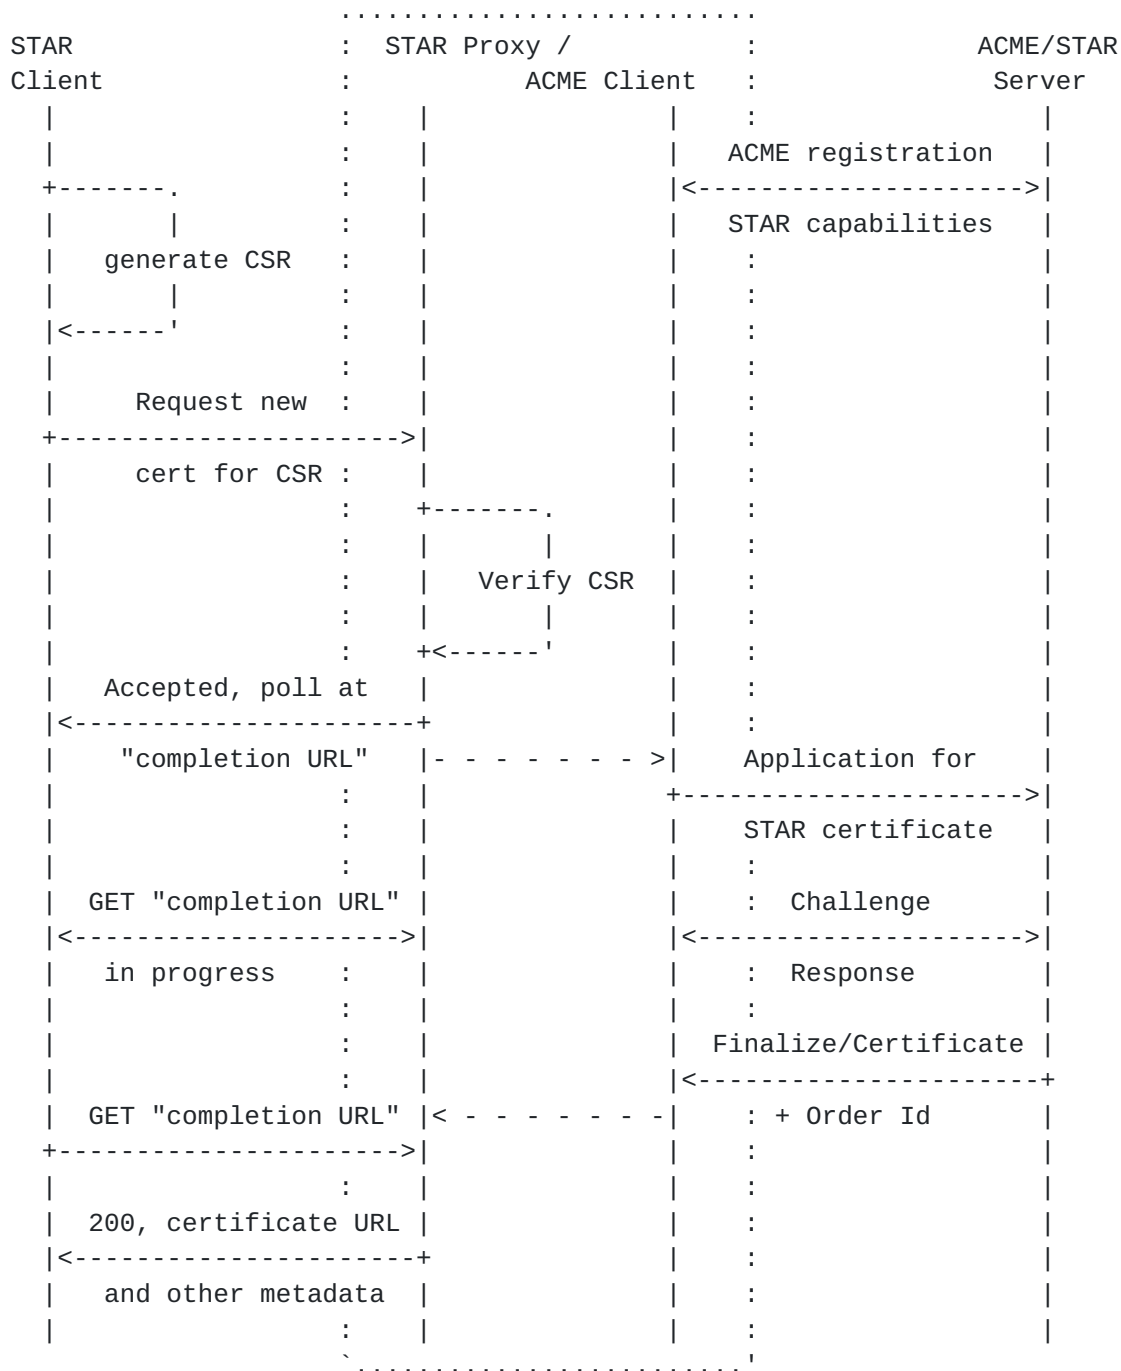 STAR : STAR Proxy / : ACME/STAR
Client : ACME Client : Server
ACME registration
STAR capabilities
generate CSR
Request new
cert for CSR
Verify CSR
Accepted, poll at
"completion URL" Application for
STAR certificate
GET "completion URL" : Challenge
in progress : : Response
Finalize/Certificate
GET "completion URL" : + Order Id
200, certificate URL
and other metadata